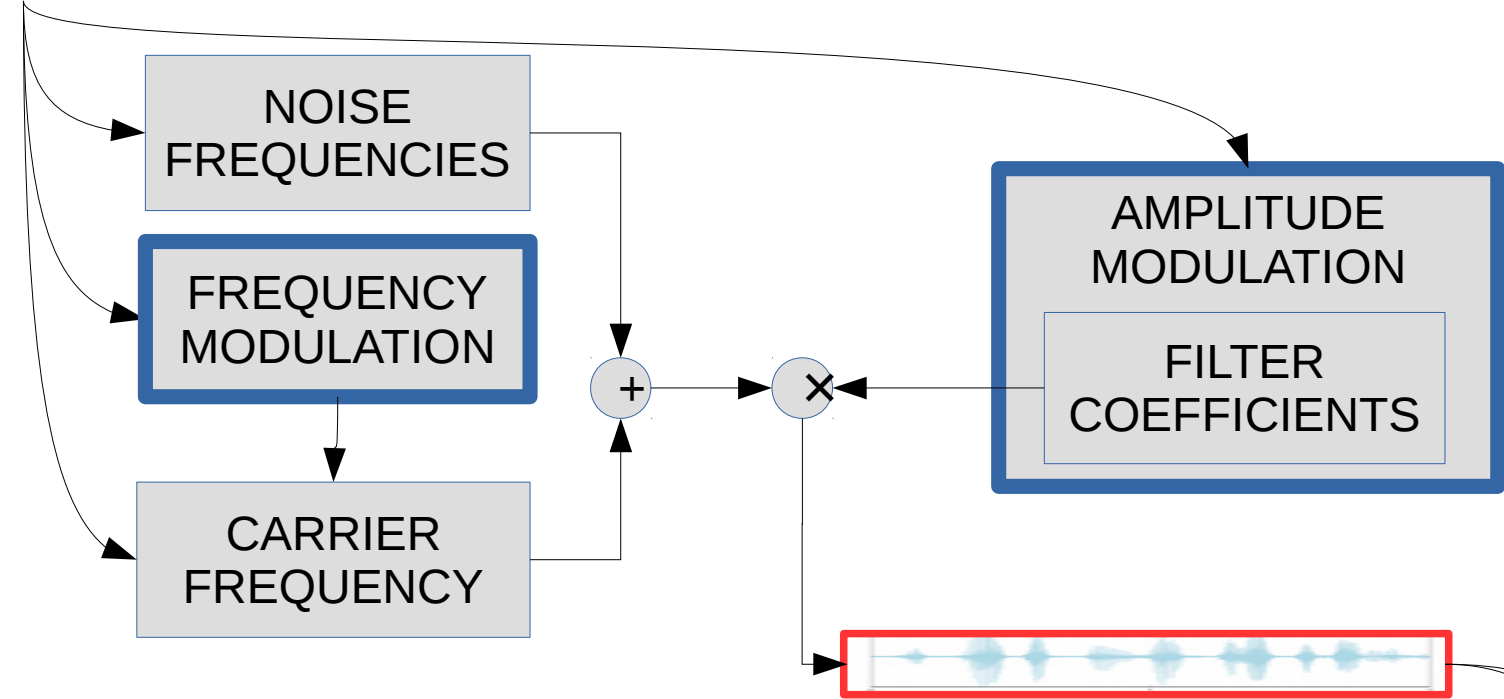 NOISE
FREQUENCIES
FREQUENCY
MODULATION
CARRIER
FREQUENCY
+
×
AMPLITUDE
MODULATION
FILTER
COEFFICIENTS